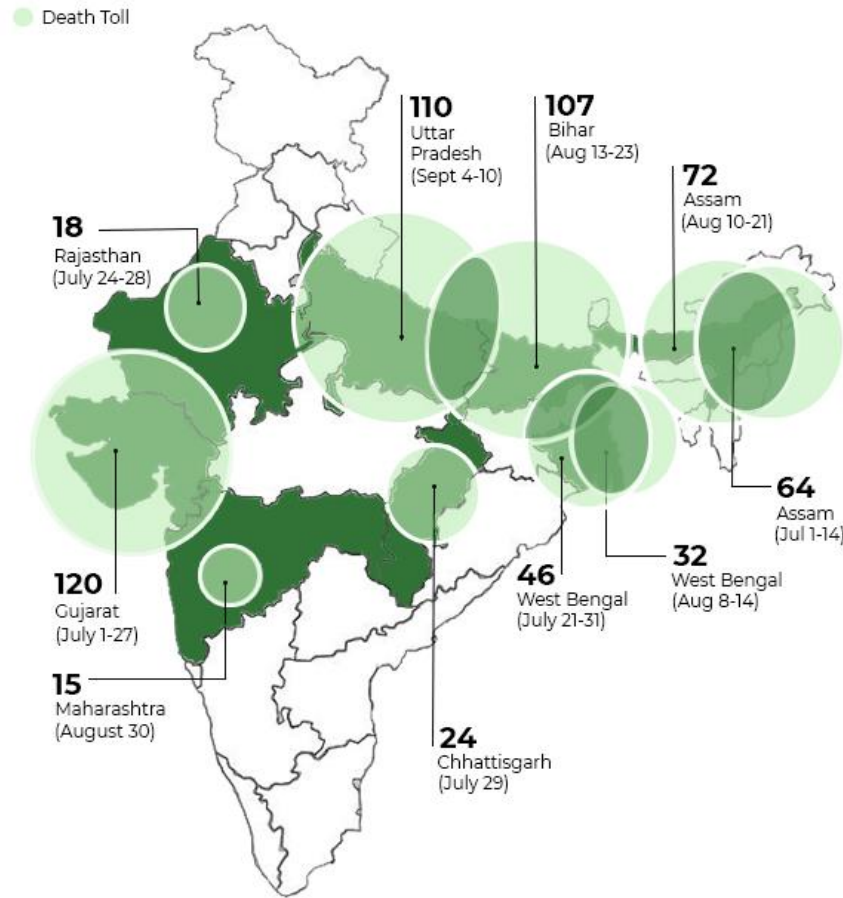 Death Toll
110
Uttar
Pradesh
(Sept 4-10)
107
Bihar
(Aug 13-23)
72
Assam
(Aug 10-21)
18
Rajasthan
(July 24-28)
64
Assam
(Jul 1-14)
32
West Bengal
(Aug 8-14)
46
West Bengal
(July 21-31)
120
Gujarat
(July 1-27)
15
Maharashtra
(August 30)
24
Chhattisgarh
(July 29)